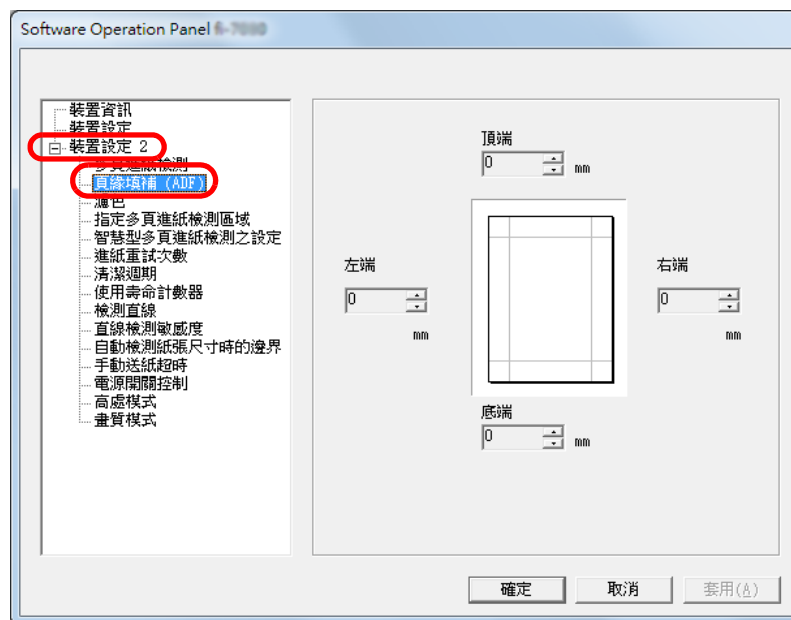 Software Operation Panel
裝置資訊
裝置設定
裝置設定 2
多頁進紙檢測
頁緣填補 (ADF)
濾色
指定多頁進紙檢測區域
智慧型多頁進紙檢測之設定
進紙重試次數
清潔週期
使用壽命計數器
檢測直線
直線檢測敏感度
自動檢測紙張尺寸時的邊界
手動送紙超時
電源開關控制
高處模式
畫質模式
頂端
0 mm
左端
0
mm
右端
0
mm
底端
0 mm
確定 取消 套用(A)